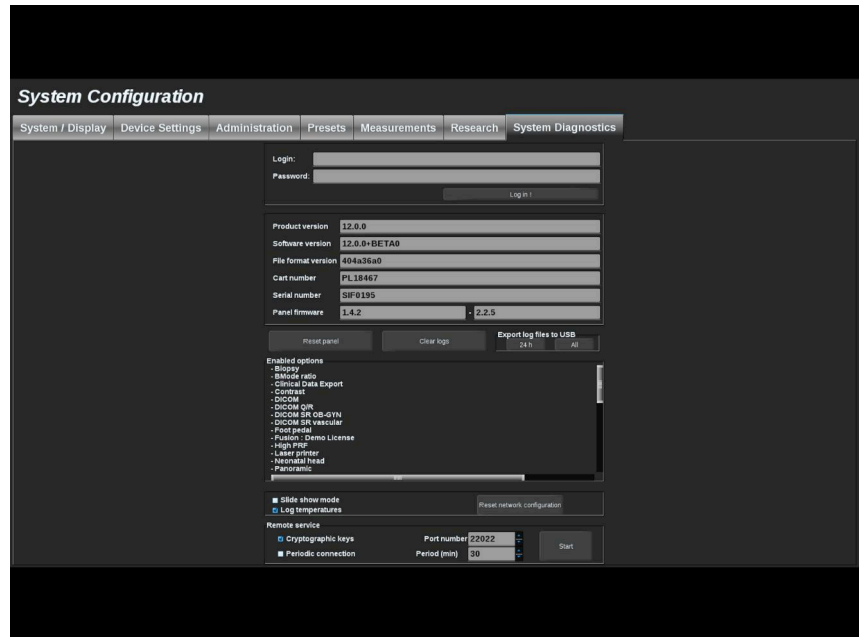 System Configuration
System / Display Device Settings Administration Presets Measurements Research System Diagnostics
Login:
Password:
Log in !
Product version 12.0.0
Software version 12.0.0+BETA0
File format version 404a36a0
Cart number PL18467
Serial number SIF0195
Panel firmware 1.4.2 - 2.2.5
Reset panel Clear logs Export log files to USB
24 h All
Enabled options
- Biopsy
- BMode ratio
- Clinical Data Export
- Contrast
- DICOM
- DICOM Q/R
- DICOM SR OB-GYN
- DICOM SR vascular
- Foot pedal
- Fusion : Demo License
- High PRF
- Laser printer
- Neonatal head
- Panoramic
Slide show mode
Log temperatures
Reset network configuration
Remote service
Cryptographic keys Port number 22022
Periodic connection Period (min) 30
Start